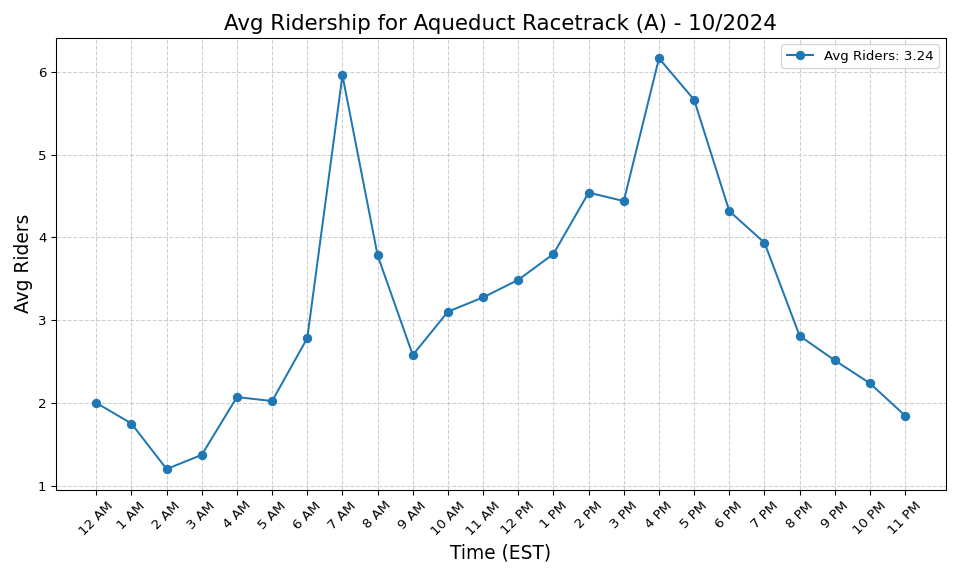 Avg Ridership for Aqueduct Racetrack (A) - 10/2024
Avg Riders: 3.24
6
5
4
3
2
1
Avg Riders
12 AM
1 AM
2 AM
3 AM
4 AM
5 AM
6 AM
7 AM
8 AM
9 AM
10 AM
11 AM
12 PM
1 PM
2 PM
3 PM
4 PM
5 PM
6 PM
7 PM
8 PM
9 PM
10 PM
11 PM
Time (EST)